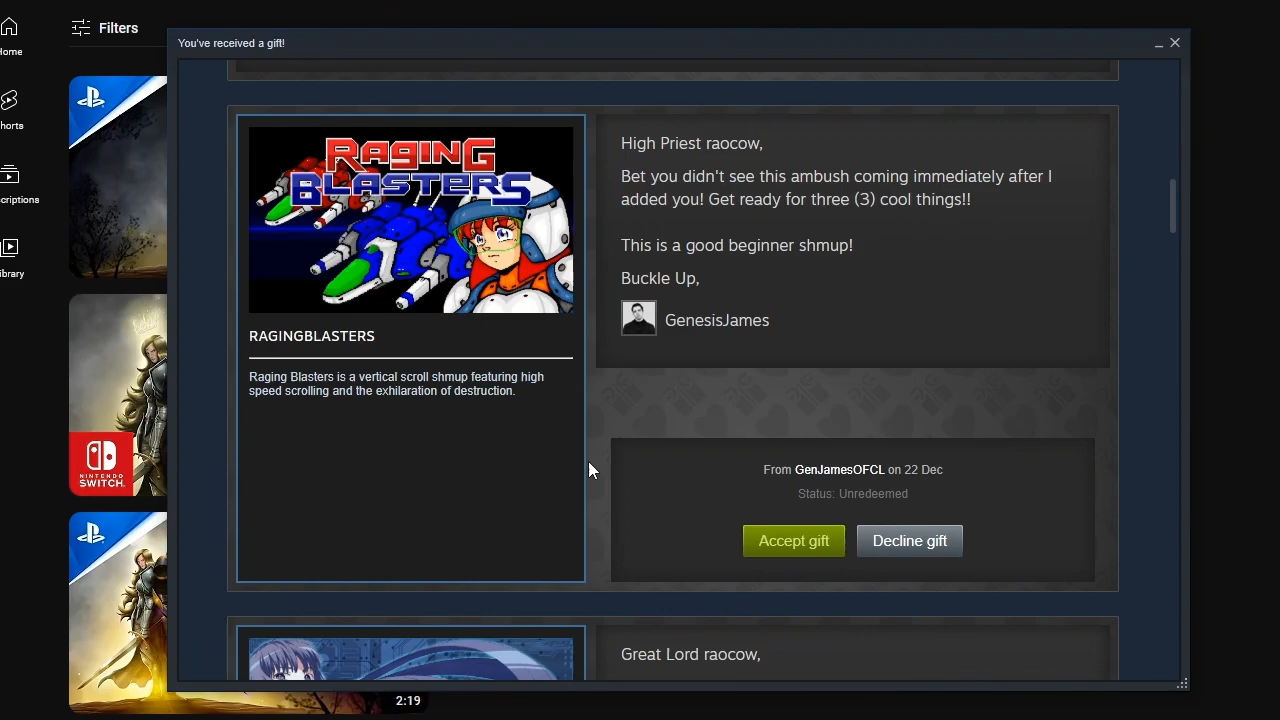 Home
Filters
You've received a gift!
horts
criptions
ibrary
NINTENDO
SWITCH
2:19
RAGING
BLASTERS
RAGINGBLASTERS
Raging Blasters is a vertical scroll shmup featuring high
speed scrolling and the exhilaration of destruction.
High Priest raocow,
Bet you didn't see this ambush coming immediately after I
added you! Get ready for three (3) cool things!!
This is a good beginner shmup!
Buckle Up,
GenesisJames
From GenJamesOFCL on 22 Dec
Status: Unredeemed
Accept gift
Decline gift
Great Lord raocow,